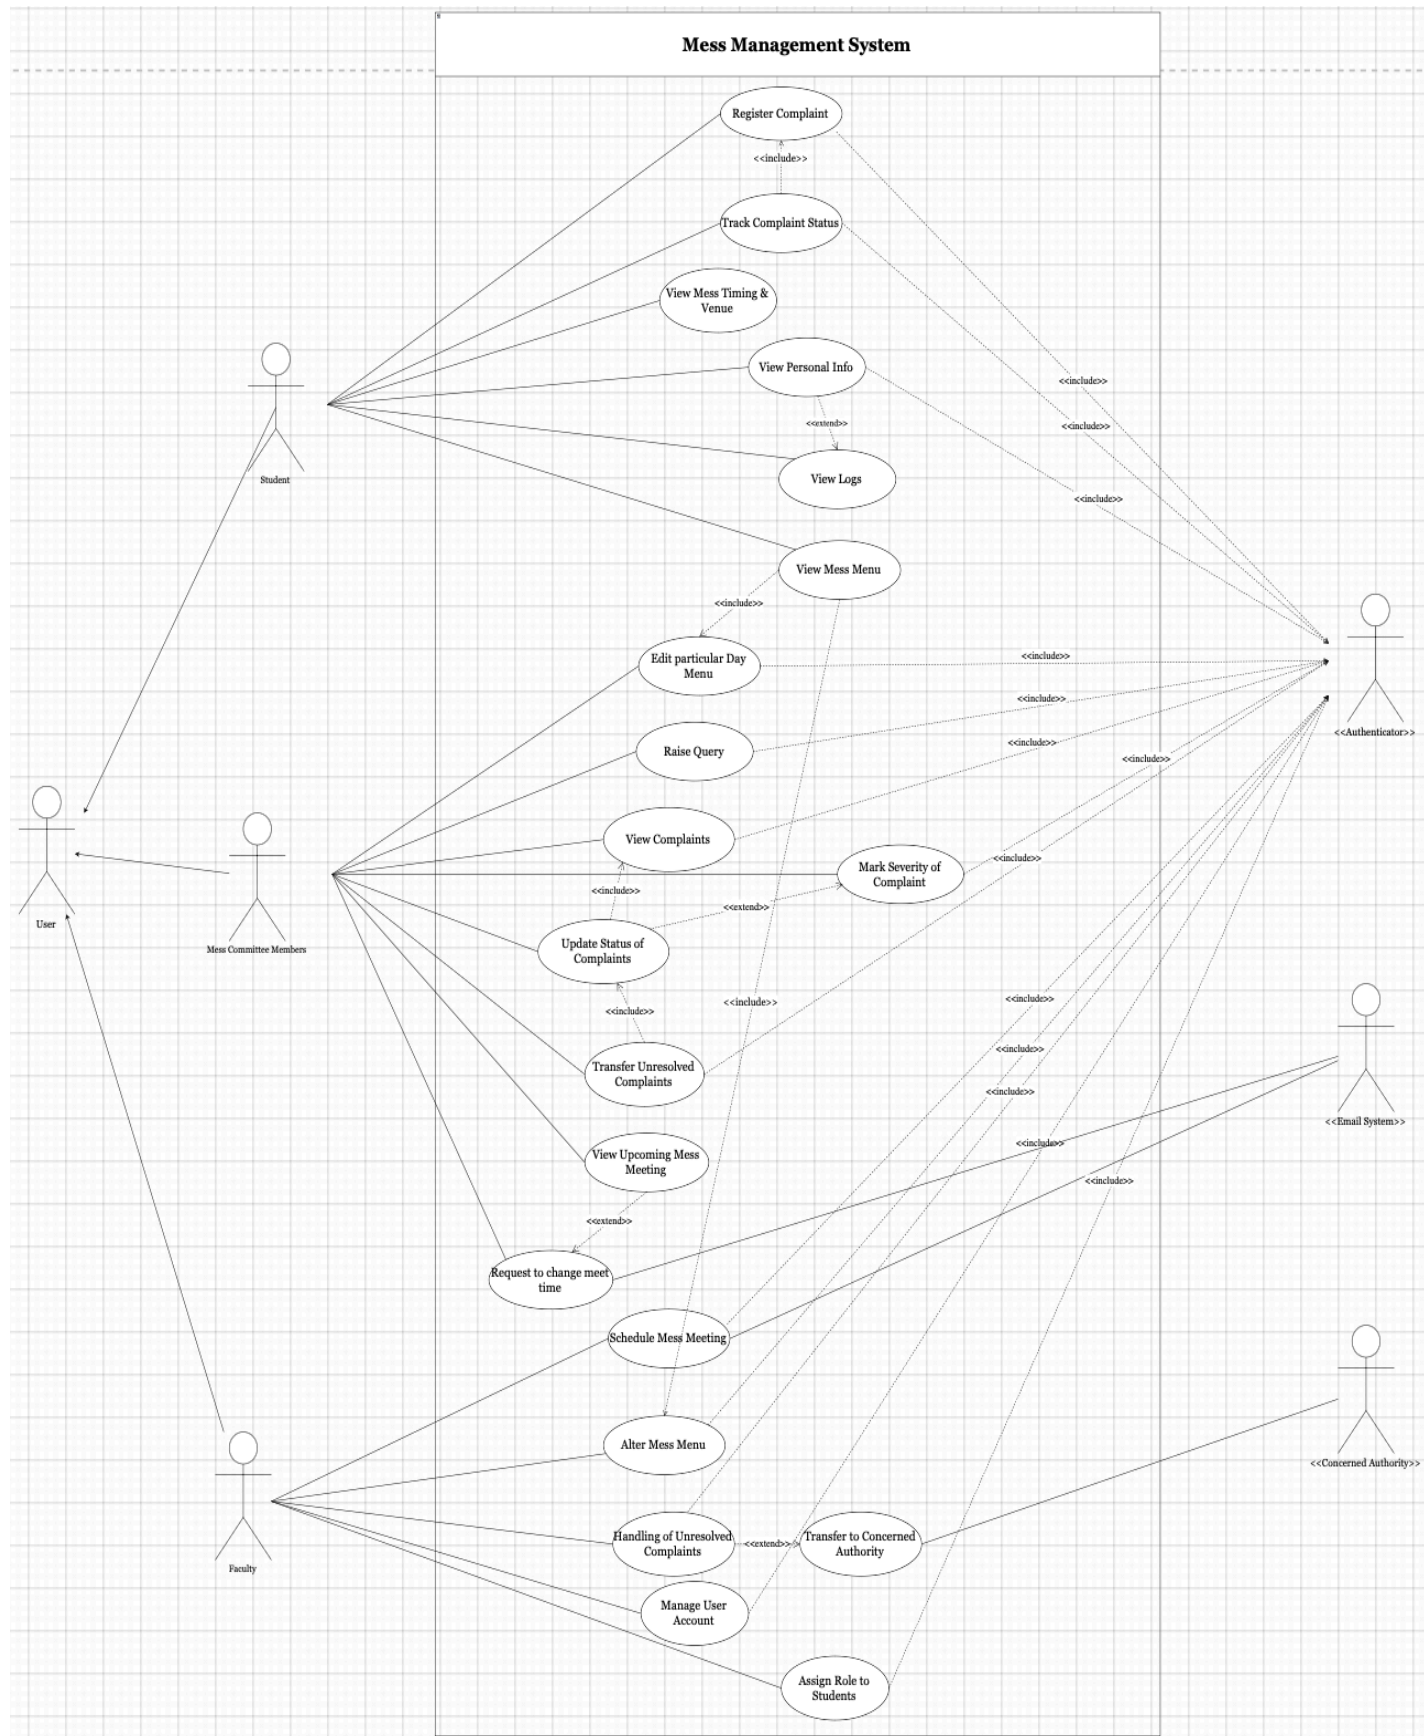 Mess Management System
Register Complaint
<<include>>
Track Complaint Status
View Mess Timing &
Venue
View Personal Info
<<include>>
<<extend>>
<<include>>
Student
View Logs
<<include>>
View Mess Menu
<<include>>
Edit particular Day
Menu
<<include>>
<<include>>
<<Authenticator>>
Raise Query
<<include>>
<<include>>
View Complaints
<<include>>
Mark Severity of
Complaint
<<include>>
<<extend>>
User
Mess Committee Members
Update Status of
Complaints
<<include>>
<<include>>
<<include>>
<<include>>
Transfer Unresolved
Complaints
<<include>>
<<Email System>>
<<include>>
View Upcoming Mess
Meeting
<<include>>
<<extend>>
Request to change meet
time
Schedule Mess Meeting
Alter Mess Menu
<<Concerned Authority>>
Handling of Unresolved
Complaints
<<extend>>
Transfer to Concerned
Authority
Faculty
Manage User
Account
Assign Role to
Students